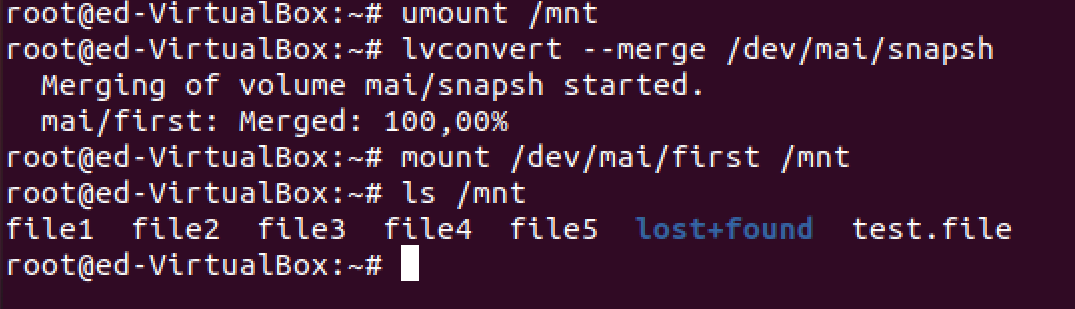 root@ed-VirtualBox:~# umount /mnt
root@ed-VirtualBox:~# lvconvert --merge /dev/mai/snapsh
  Merging of volume mai/snapsh started.
  mai/first: Merged: 100,00%
root@ed-VirtualBox:~# mount /dev/mai/first /mnt
root@ed-VirtualBox:~# ls /mnt
file1  file2  file3  file4  file5  lost+found  test.file
root@ed-VirtualBox:~#